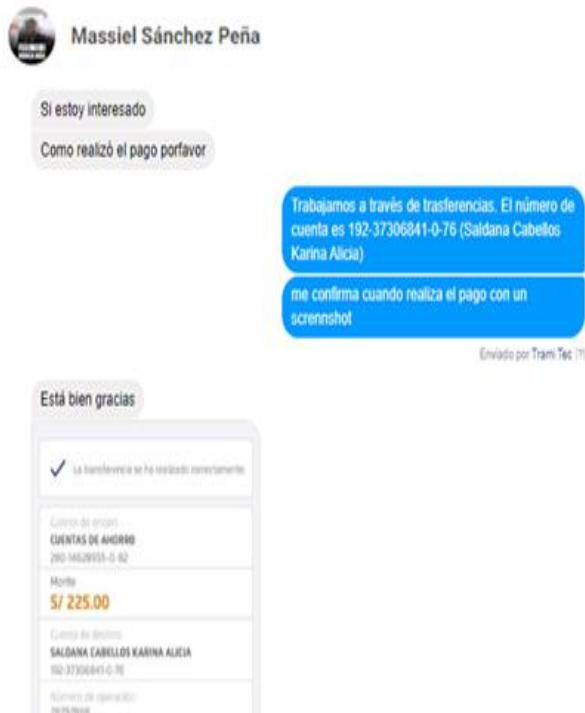 Massiel Sánchez Peña
Si estoy interesado
Como realizó el pago porfavor
Trabajamos a través de trasferencias. El número de
cuenta es 192-37306841-0-76 (Saldana Cabellos
Karina Alicia)
me confirma cuando realiza el pago con un
scrennshot
Enviado por Trami Tec [?]
Está bien gracias
La transferencia se ha realizado correctamente.
Cuenta de origen
CUENTAS DE AHORRO
Monto
S/ 225.00
Cuenta de destino
SALDANA CABELLOS KARINA ALICIA
192-37306841-0-76
Número de operación